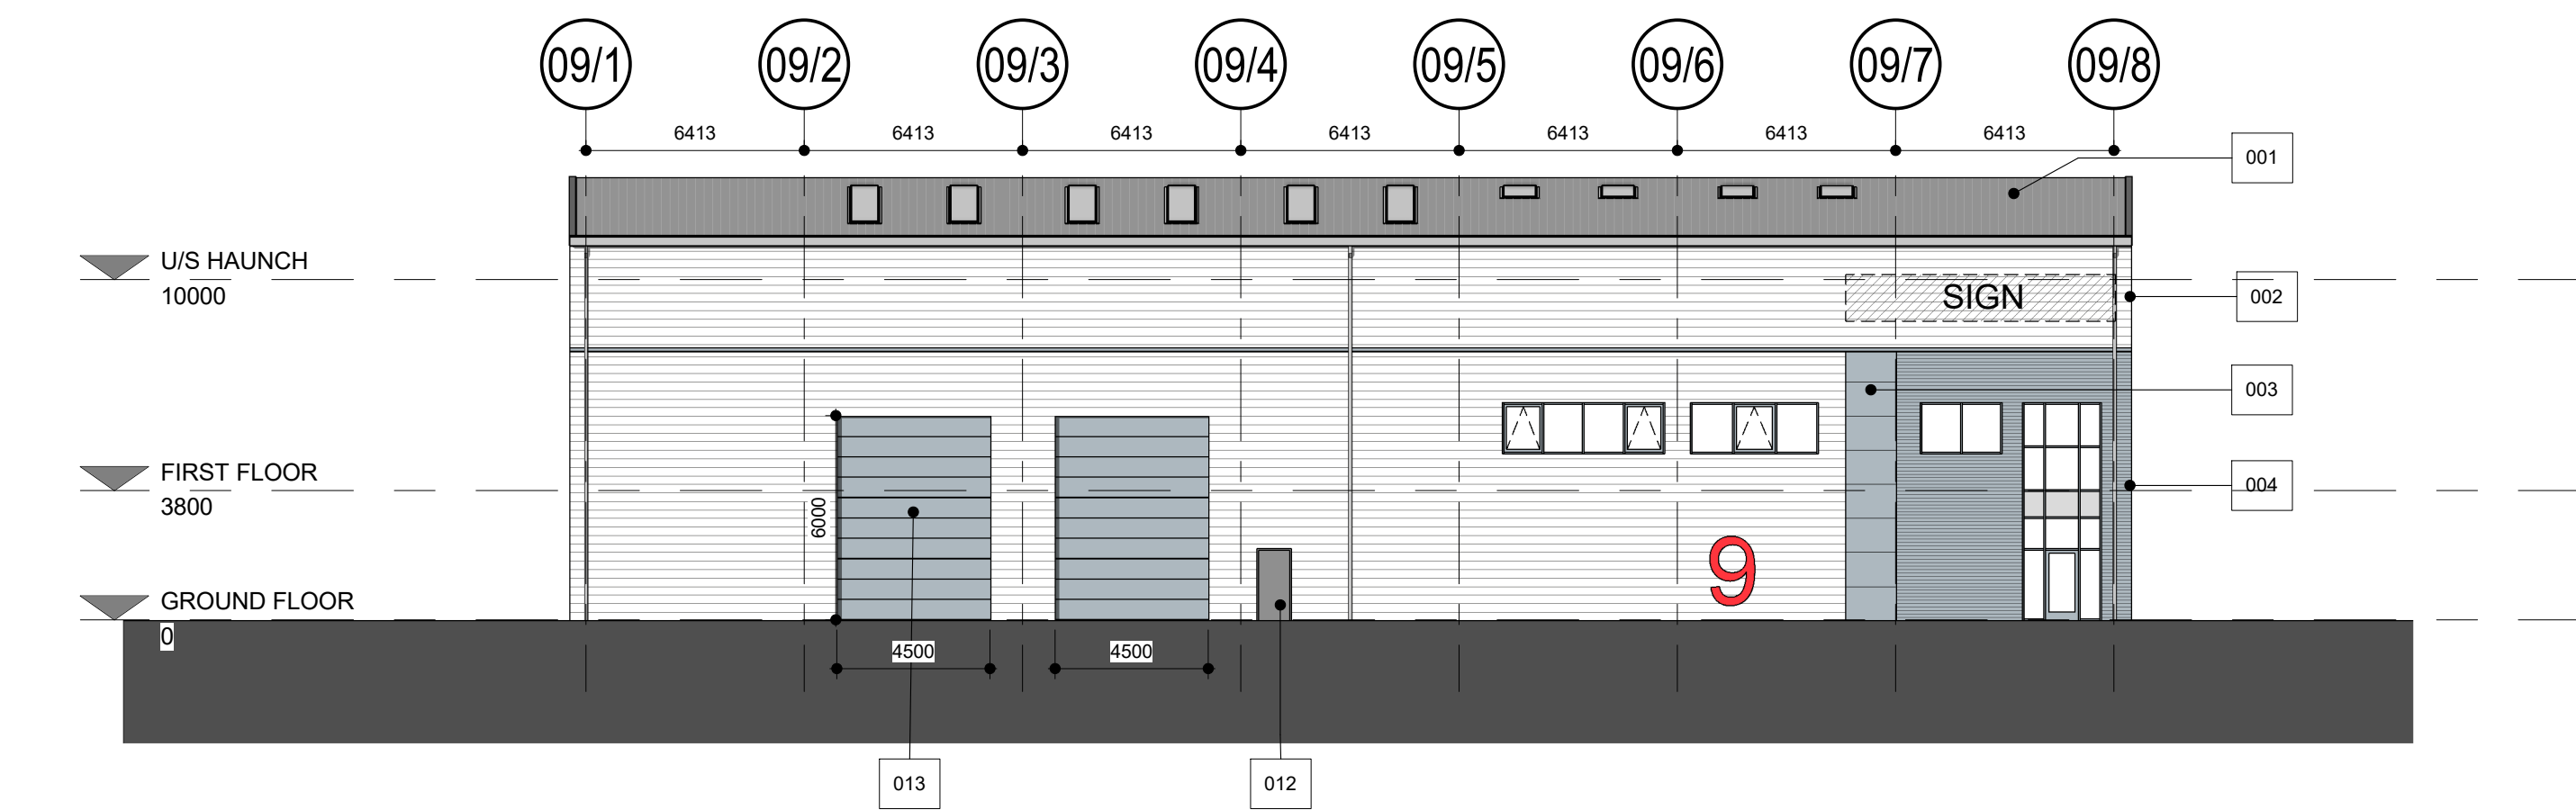 09/1 09/2 09/3 09/4 09/5 09/6 09/7 09/8
6413 6413 6413 6413 6413 6413 6413
001
U/S HAUNCH
10000
SIGN
002
003
FIRST FLOOR
3800
004
6000
9
GROUND FLOOR
0
4500 4500
013 012